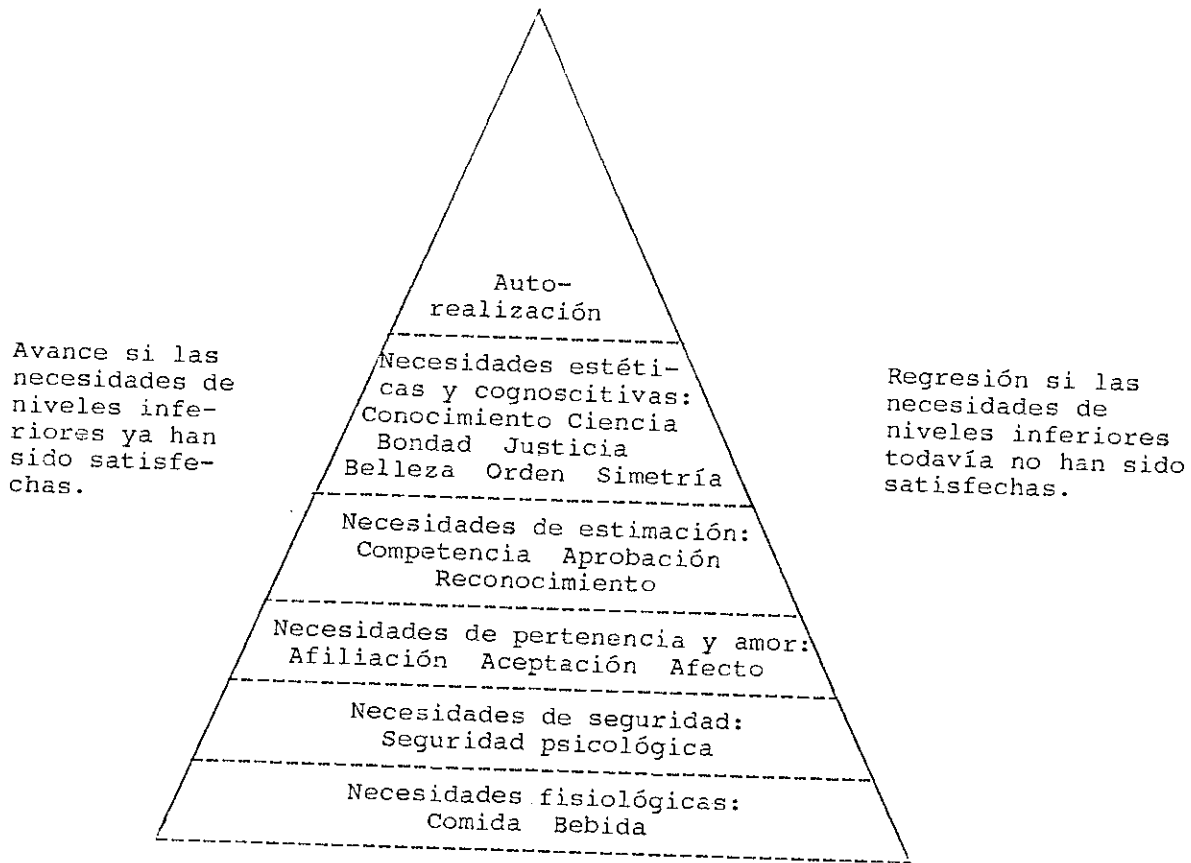 Auto-
realización
Avance si las
necesidades de
niveles infe-
riores ya han
sido satisfe-
chas.
Necesidades estéti-
cas y cognoscitivas:
Conocimiento Ciencia
Bondad Justicia
Belleza Orden Simetría
Regresión si las
necesidades de
niveles inferiores
todavía no han sido
satisfechas.
Necesidades de estimación:
Competencia Aprobación
Reconocimiento
Necesidades de pertenencia y amor:
Afiliación Aceptación Afecto
Necesidades de seguridad:
Seguridad psicológica
Necesidades fisiológicas:
Comida Bebida